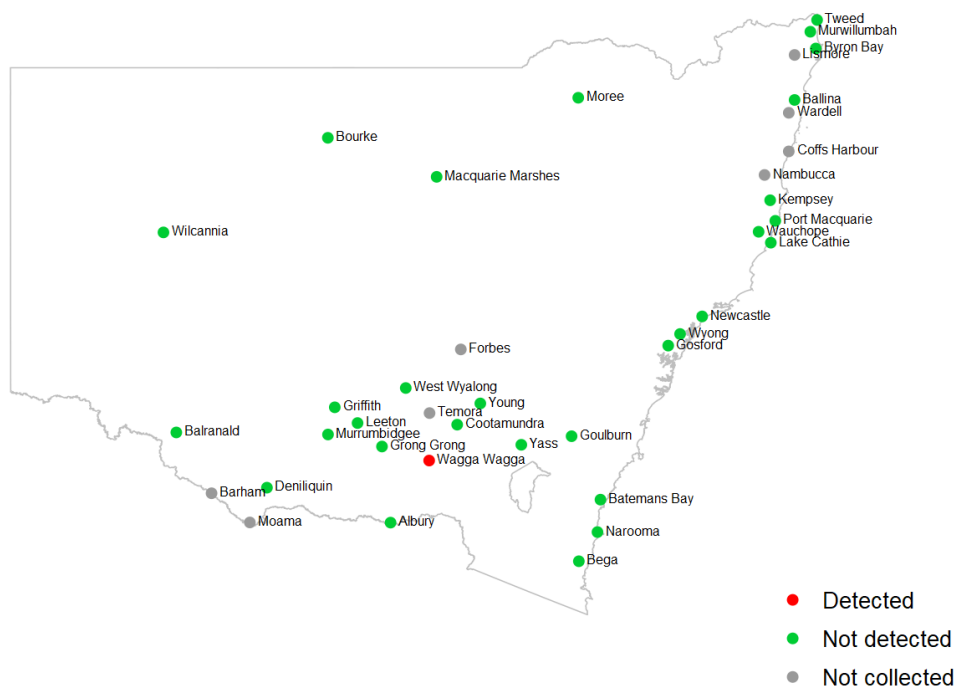 Tweed
Murwillumbah
Byron Bay
Lismore
Moree
Ballina
Wardell
Bourke
Coffs Harbour
Macquarie Marshes
Nambucca
Kempsey
Port Macquarie
Wilcannia
Wauchope
Lake Cathie
Newcastle
Wyong
Gosford
Forbes
West Wyalong
Young
Griffith
Temora
Leeton
Cootamundra
Balranald
Murrumbidgee
Goulburn
Grong Grong
Yass
Wagga Wagga
Deniliquin
Barham
Batemans Bay
Moama
Albury
Narooma
Bega
Detected
Not detected
Not collected